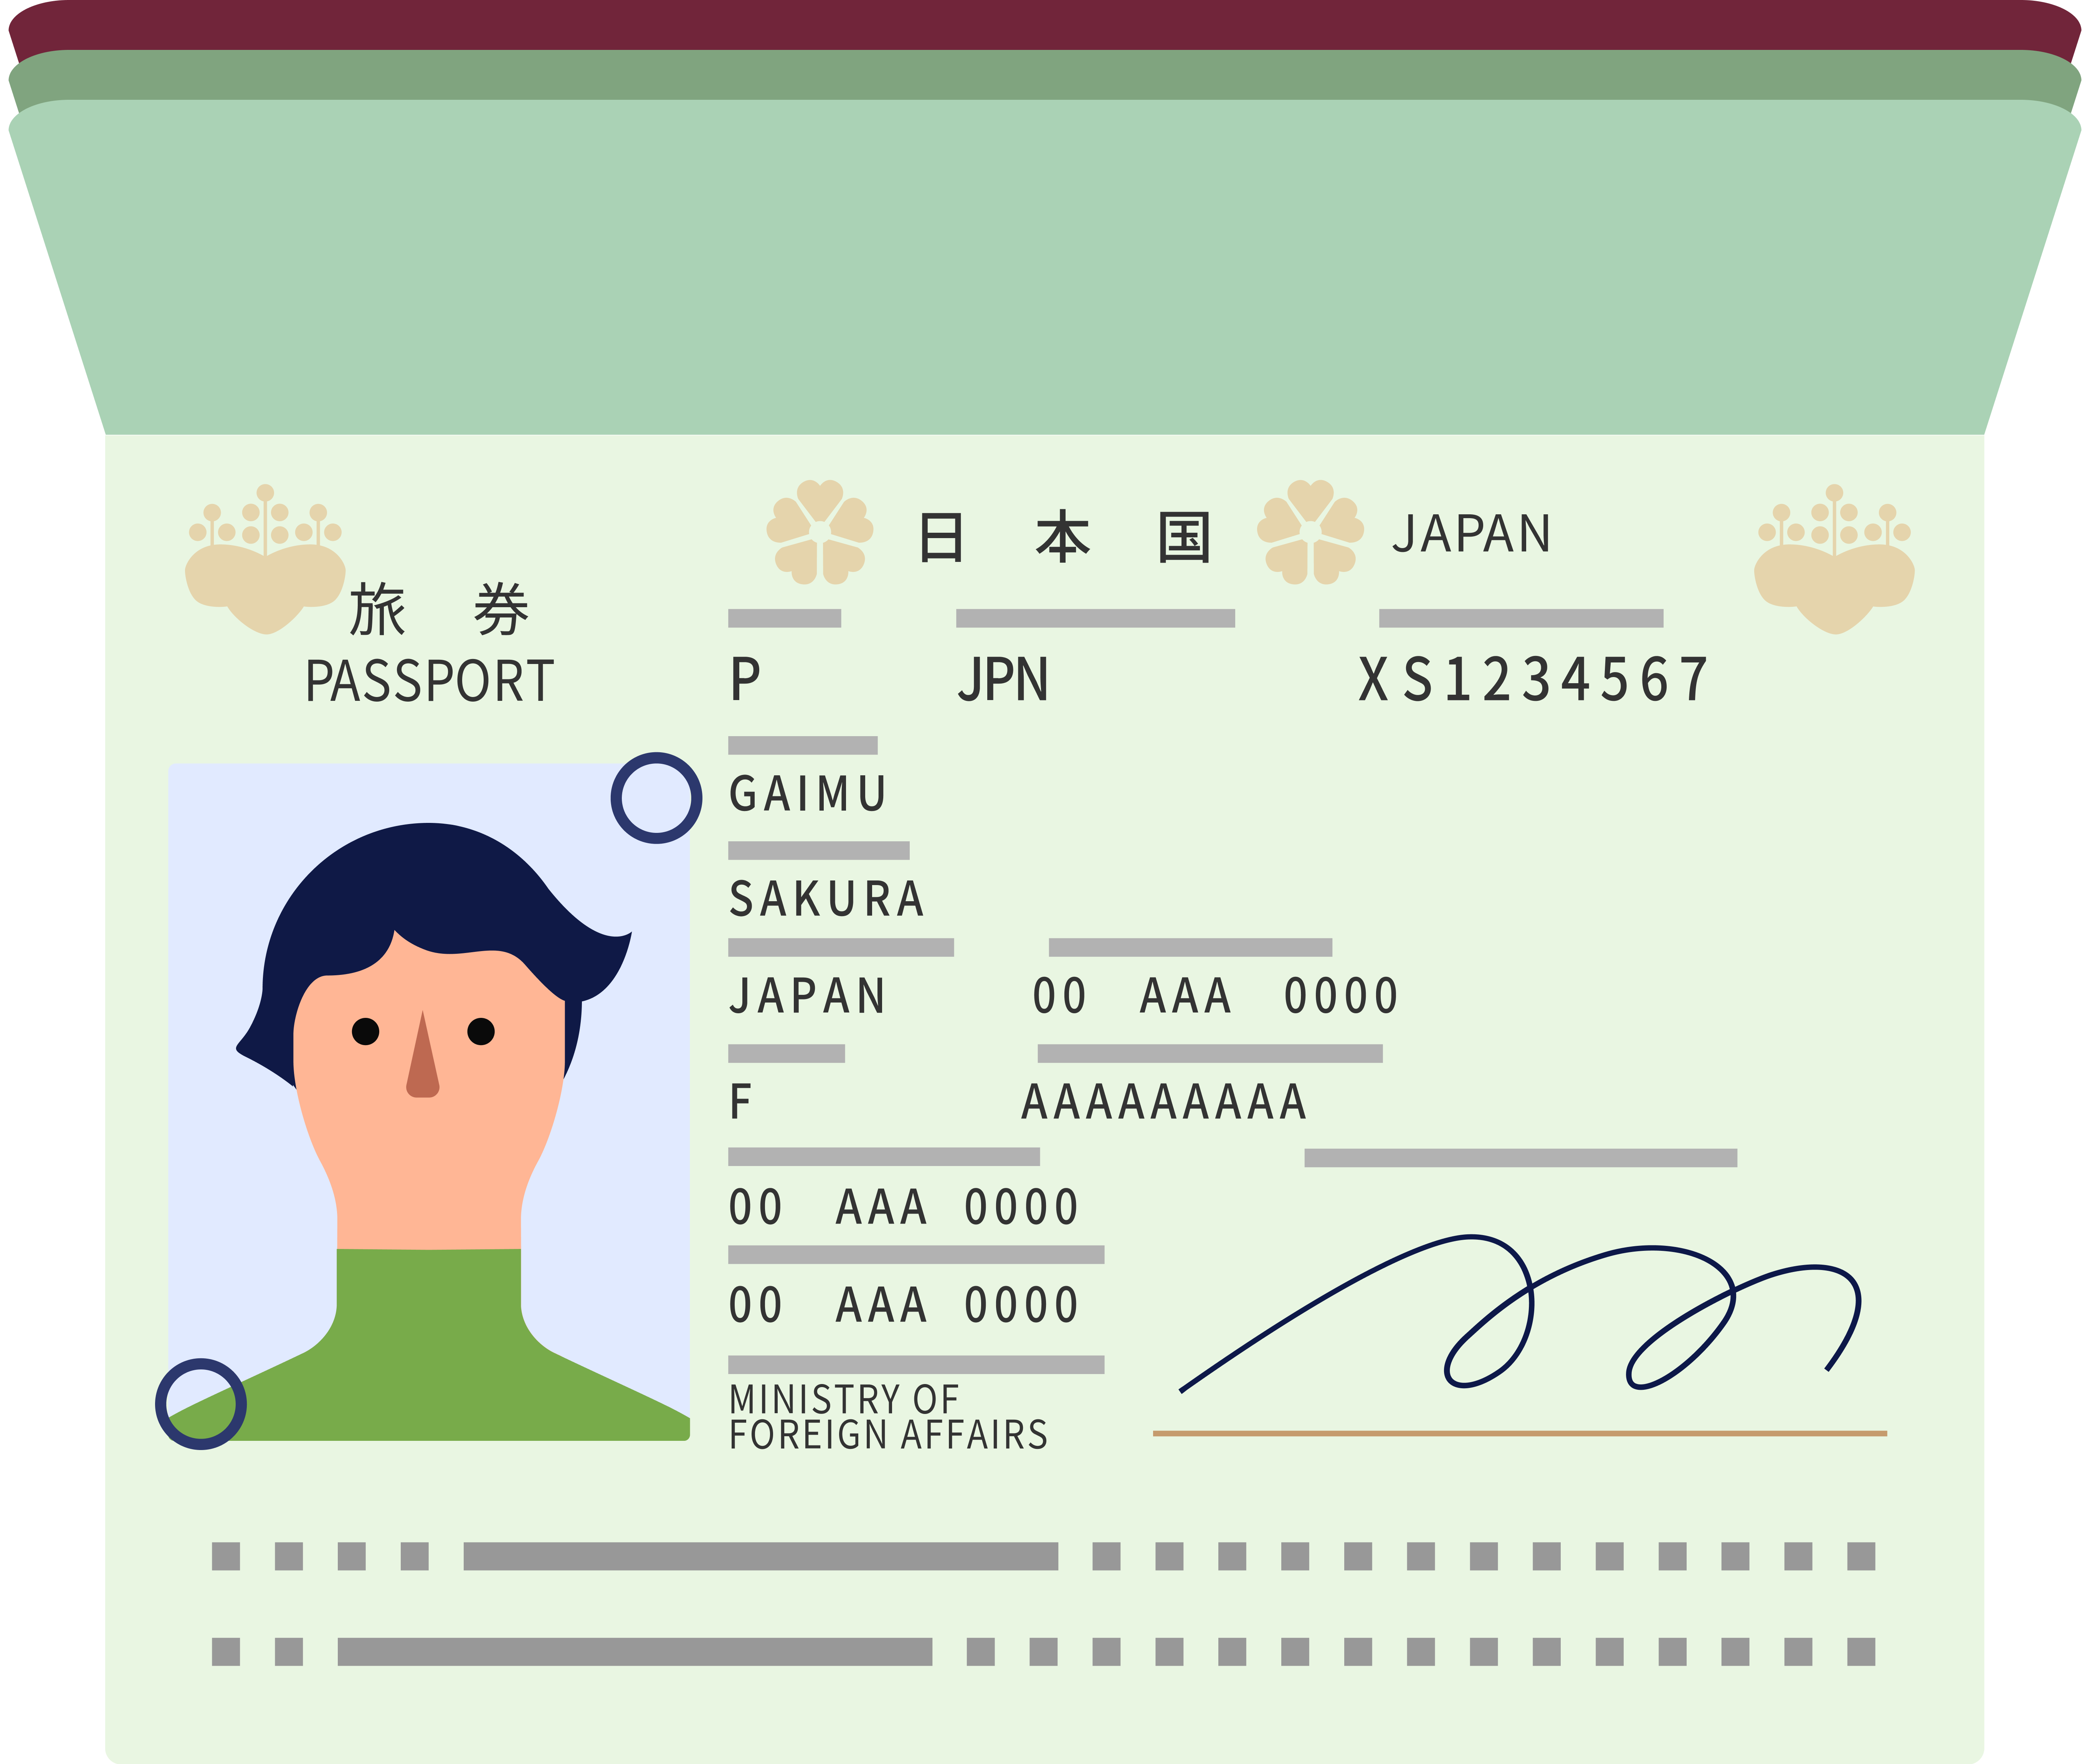 日本国 JAPAN
旅券
PASSPORT
P JPN XS1234567
GAIMU
SAKURA
JAPAN 00 AAA 0000
F AAAAAAAAA
00 AAA 0000
00 AAA 0000
MINISTRY OF
FOREIGN AFFAIRS